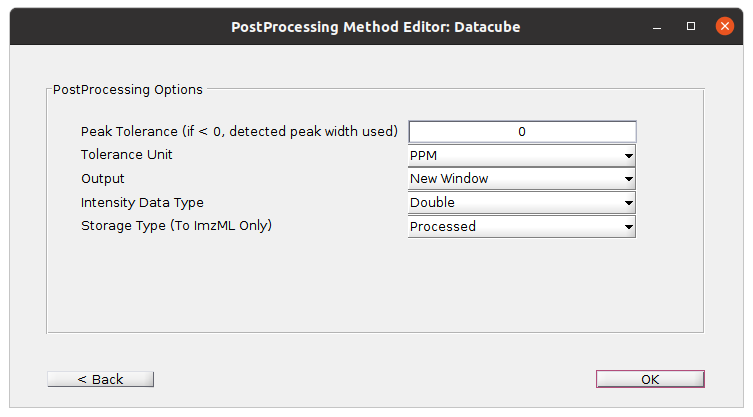 PostProcessing Method Editor: Datacube
PostProcessing Options
Peak Tolerance (if < 0, detected peak width used) 0
Tolerance Unit PPM
Output New Window
Intensity Data Type Double
Storage Type (To ImzML Only) Processed
< Back OK